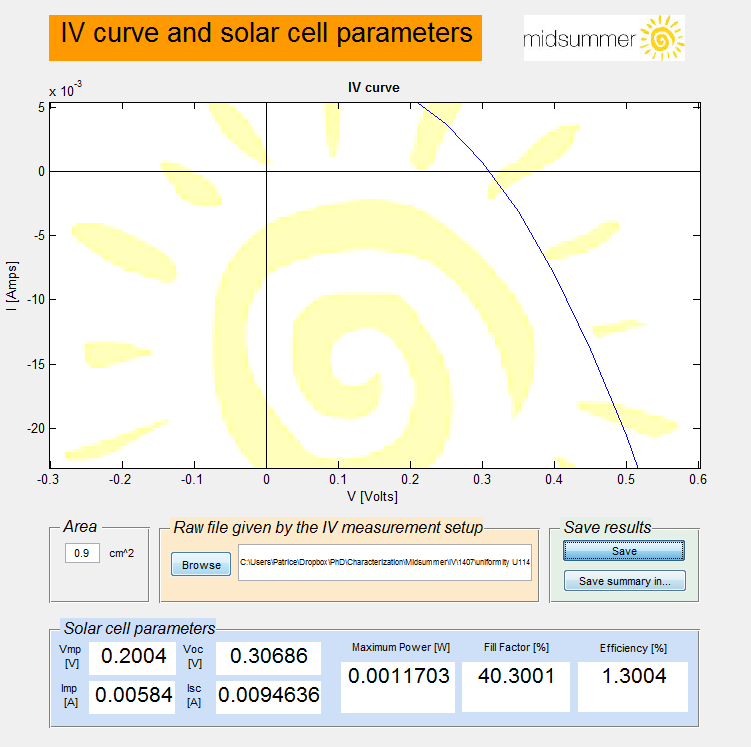 IV curve and solar cell parameters
midsummer
IV curve
x 10^-3
5
0
-5
-10
-15
-20
I [Amps]
-0.3 -0.2 -0.1 0 0.1 0.2 0.3 0.4 0.5 0.6
V [Volts]
Area
0.9 cm^2
Raw file given by the IV measurement setup
Browse
C:\Users\Patrice\Dropbox\PhD\Characterization\Midsummer\IV\1407\uniformity U114
Save results
Save
Save summary in...
Solar cell parameters
Vmp [V] 0.2004 Voc [V] 0.30686
Imp [A] 0.00584 Isc [A] 0.0094636
Maximum Power [W] Fill Factor [%] Efficiency [%]
0.0011703 40.3001 1.3004